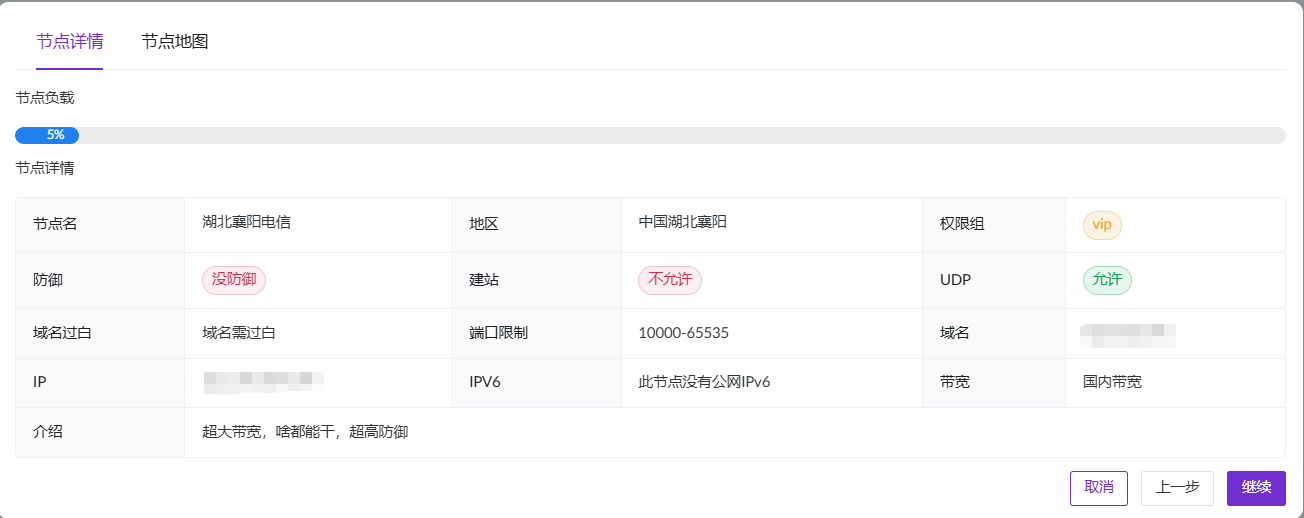 节点详情 节点地图
节点负载
5%
节点详情
节点名 湖北襄阳电信 地区 中国湖北襄阳 权限组 vip
防御 没防御 建站 不允许 UDP 允许
域名过白 域名需过白 端口限制 10000-65535 域名
IP IPV6 此节点没有公网IPv6 带宽 国内带宽
介绍 超大带宽，啥都能干，超高防御
取消 上一步 继续